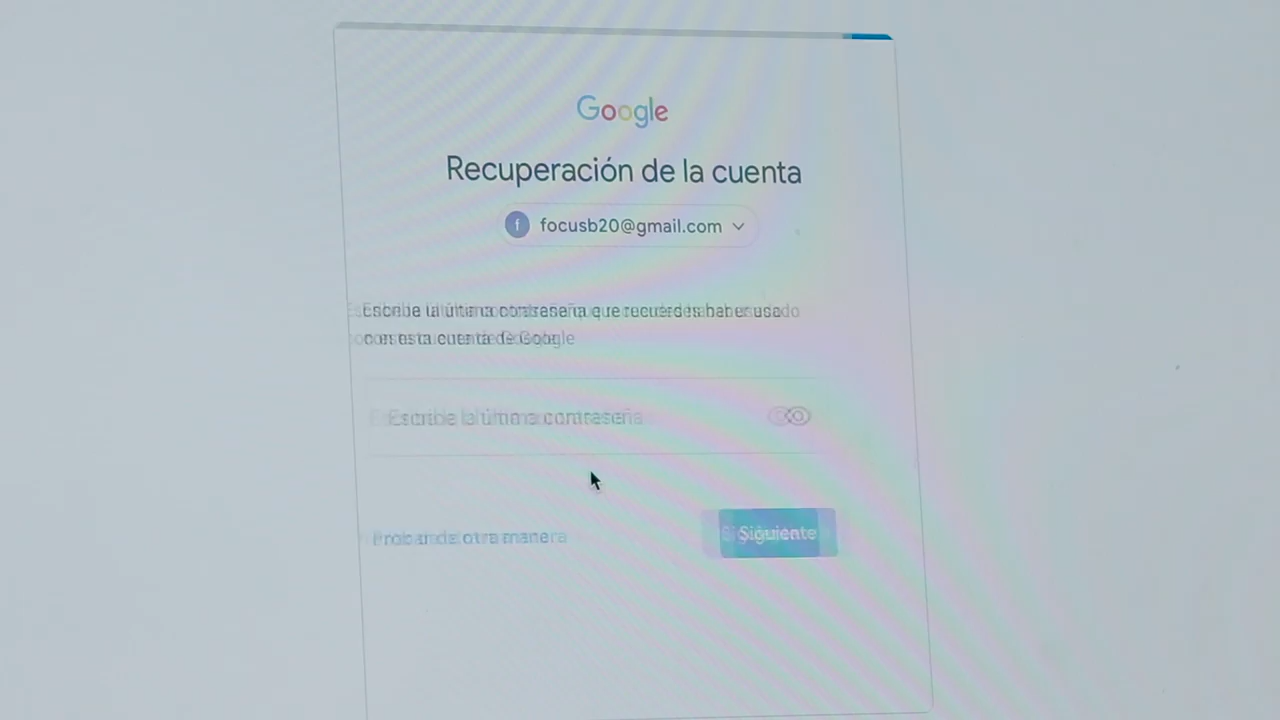 Google
Recuperación de la cuenta
f focusb20@gmail.com
Escribe la última contraseña que recuerdes haber usado
con esta cuenta de Google
Escribe la última contraseña
Probar de otra manera
Siguiente